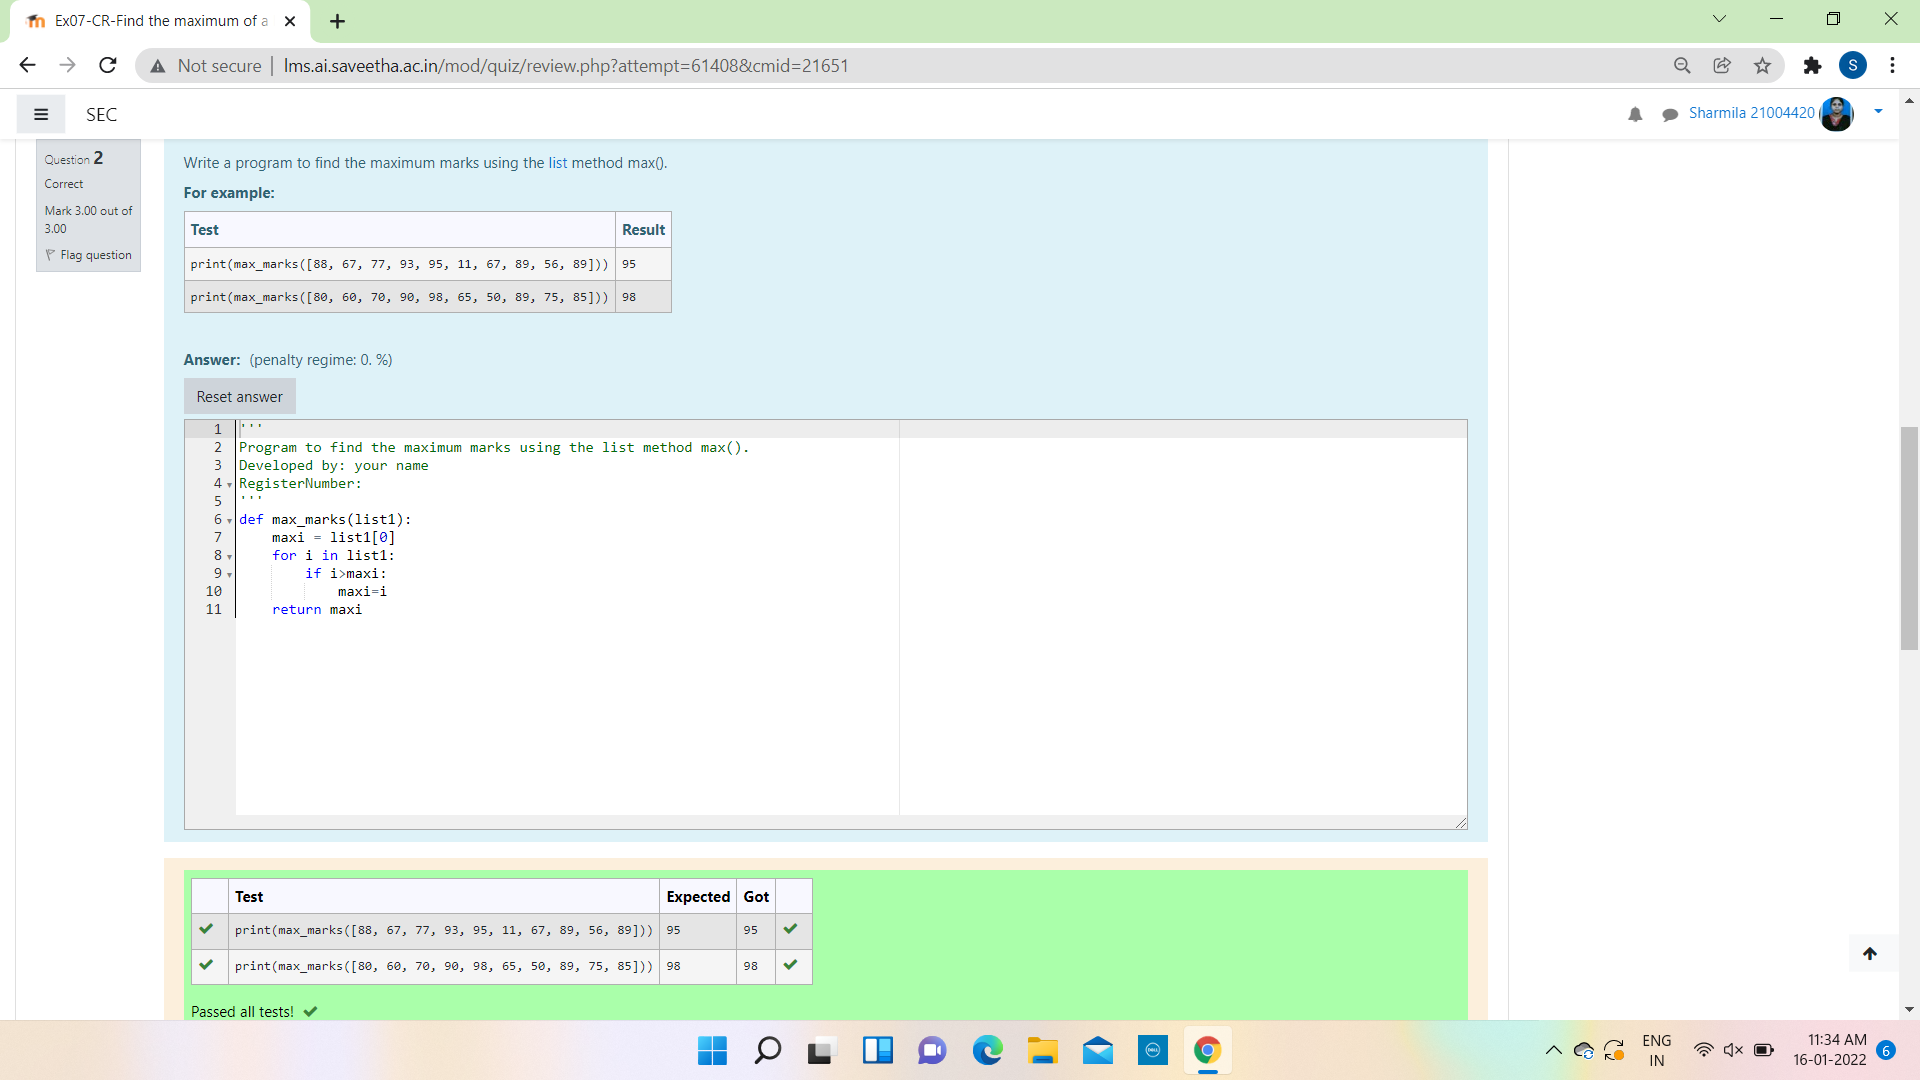 Ex07-CR-Find the maximum of a
Not secure | lms.ai.saveetha.ac.in/mod/quiz/review.php?attempt=61408&cmid=21651
S
SEC
Sharmila 21004420
Question 2
Correct
Mark 3.00 out of
3.00
Flag question
Write a program to find the maximum marks using the list method max().
For example:
Test Result
print(max_marks([88, 67, 77, 93, 95, 11, 67, 89, 56, 89])) 95
print(max_marks([80, 60, 70, 90, 98, 65, 50, 89, 75, 85])) 98
Answer: (penalty regime: 0. %)
Reset answer
1 '''
2 Program to find the maximum marks using the list method max().
3 Developed by: your name
4 RegisterNumber:
5 '''
6 def max_marks(list1):
7     maxi = list1[0]
8     for i in list1:
9         if i>maxi:
10             maxi=i
11     return maxi
Test Expected Got
print(max_marks([88, 67, 77, 93, 95, 11, 67, 89, 56, 89])) 95 95
print(max_marks([80, 60, 70, 90, 98, 65, 50, 89, 75, 85])) 98 98
Passed all tests!
DELL
ENG
IN
11:34 AM
16-01-2022
6